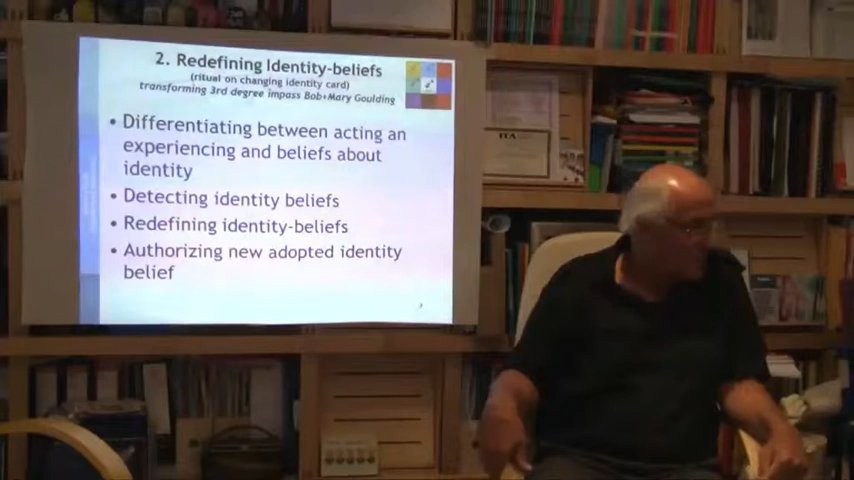 2. Redefining Identity-beliefs
(ritual on changing identity card)
transforming 3rd degree impass Bob+Mary Goulding
• Differentiating between acting an
experiencing and beliefs about
identity
• Detecting identity beliefs
• Redefining identity-beliefs
• Authorizing new adopted identity
belief
ITA